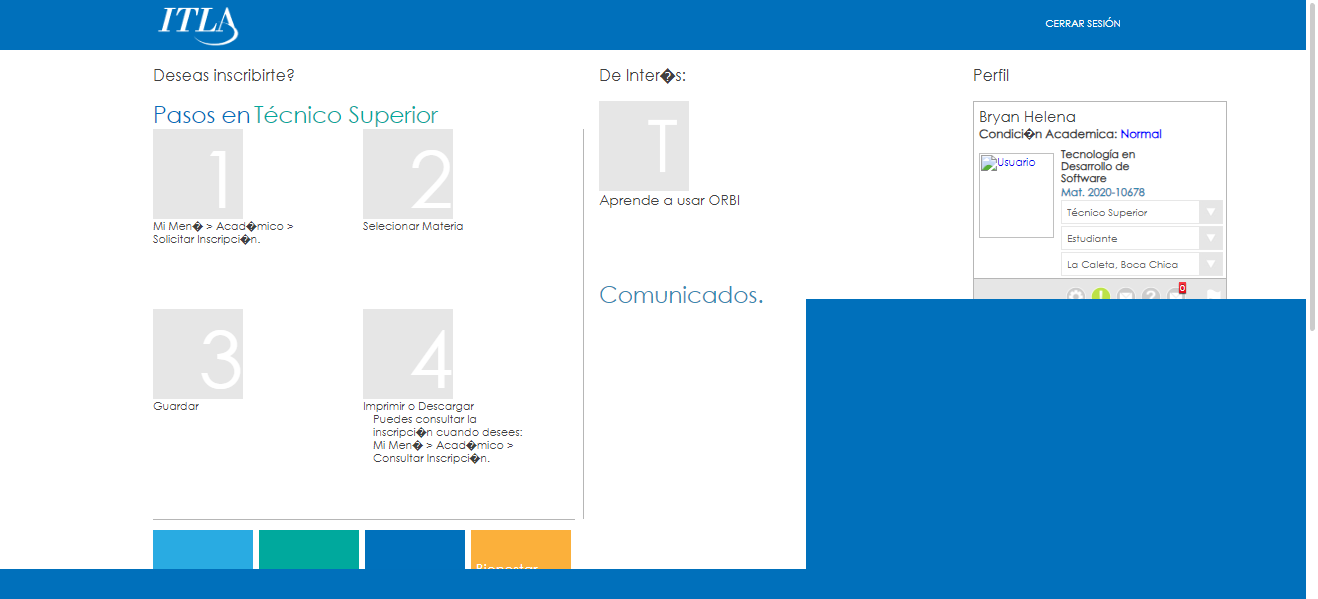 ITLA
CERRAR SESIÓN
Deseas inscribirte?
Pasos en Técnico Superior
1
Mi Men� > Acad�mico >
Solicitar Inscripci�n.
2
Selecionar Materia
3
Guardar
4
Imprimir o Descargar
Puedes consultar la
inscripci�n cuando desees:
Mi Men� > Acad�mico >
Consultar Inscripci�n.
De Inter�s:
T
Aprende a usar ORBI
Comunicados.
Perfil
Bryan Helena
Condici�n Academica: Normal
Usuario
Tecnología en
Desarrollo de
Software
Mat. 2020-10678
Técnico Superior
Estudiante
La Caleta, Boca Chica
0
Bienestar